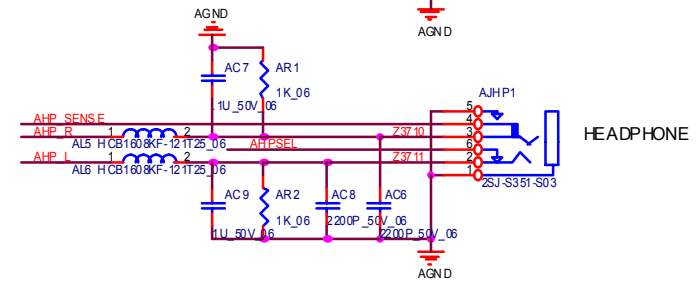 AGND
AGND
AC7
AR1
AJHP1
1K_06
.1U_50V_06
5
AHP_SENSE
4
AHP_R
1
2
Z3710
3
HEADPHONE
AL5 HCB1608KF-121T25_06
AHPSEL
6
AHP_L
1
2
Z3711
2
AL6 HCB1608KF-121T25_06
1
2SJ-S351-S03
AC9
AR2
AC8
AC6
1K_06
2200P_50V_06
.1U_50V_06
2200P_50V_06
AGND